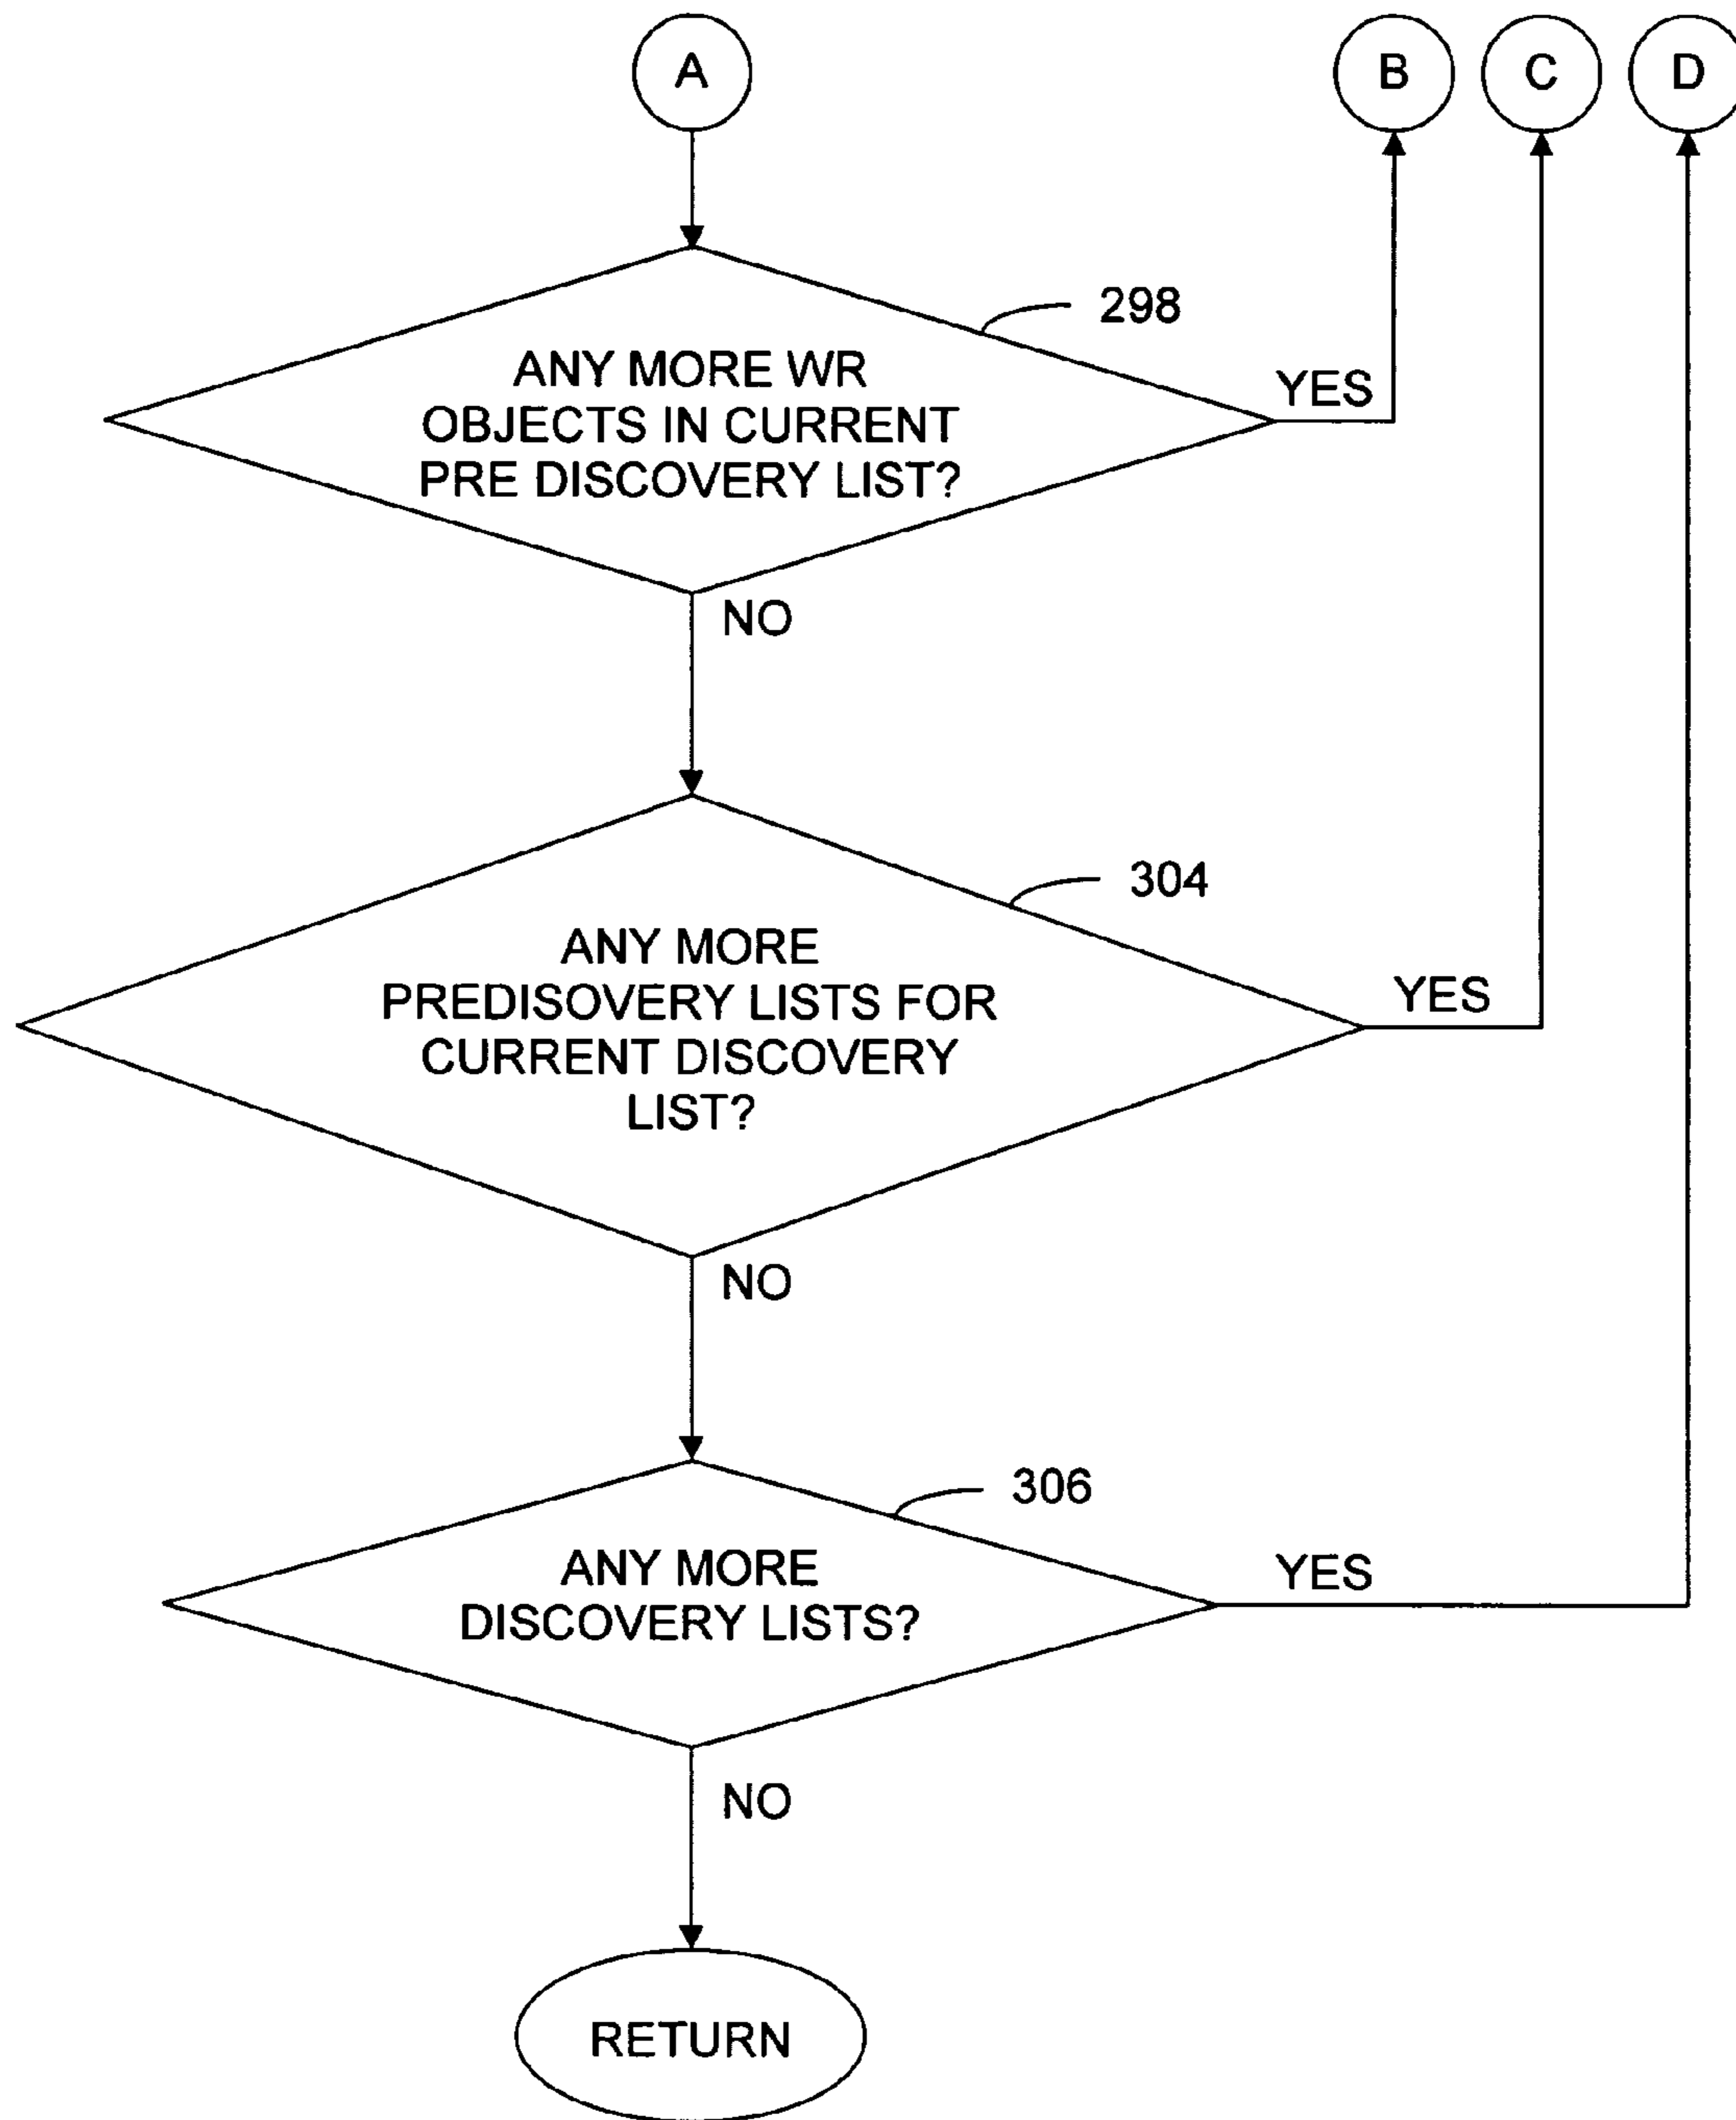 A
B
C
D
298
ANY MORE WR
OBJECTS IN CURRENT
PRE DISCOVERY LIST?
YES
NO
304
ANY MORE
PREDISOVERY LISTS FOR
CURRENT DISCOVERY
LIST?
YES
NO
306
ANY MORE
DISCOVERY LISTS?
YES
NO
RETURN